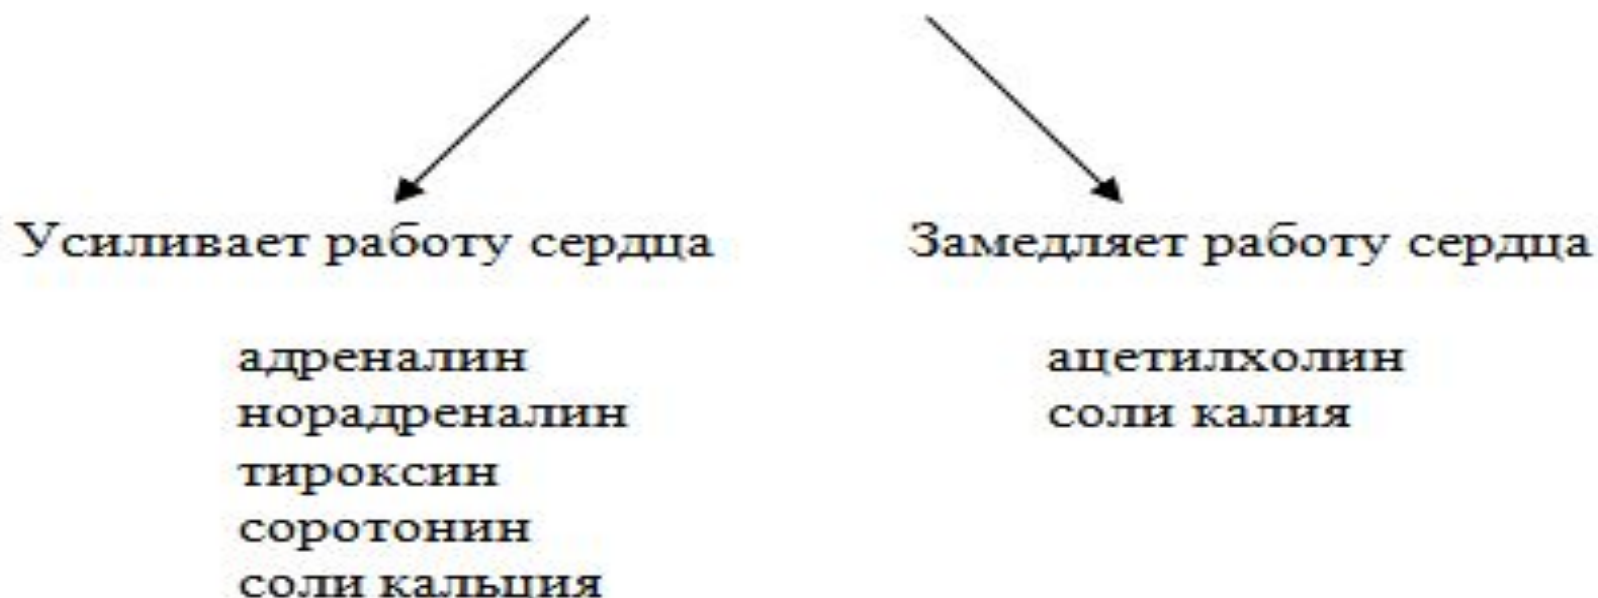 Усиливает работу сердца
адреналин
норадреналин
тироксин
соротонин
соли кальция
Замедляет работу сердца
ацетилхолин
соли калия